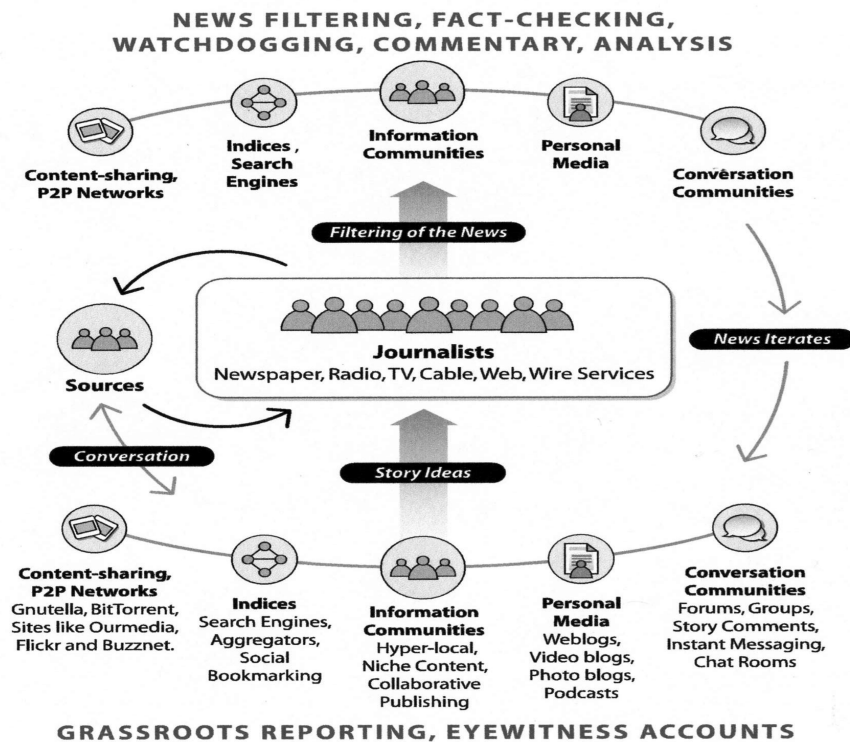 NEWS FILTERING, FACT-CHECKING,
WATCHDOGGING, COMMENTARY, ANALYSIS
Content-sharing,
P2P Networks
Indices,
Search
Engines
Information
Communities
Personal
Media
Conversation
Communities
Filtering of the News
Journalists
Newspaper, Radio, TV, Cable, Web, Wire Services
Sources
News Iterates
Conversation
Story Ideas
Content-sharing,
P2P Networks
Gnutella, BitTorrent,
Sites like Ourmedia,
Flickr and Buzznet.
Indices
Search Engines,
Aggregators,
Social
Bookmarking
Information
Communities
Hyper-local,
Niche Content,
Collaborative
Publishing
Personal
Media
Weblogs,
Video blogs,
Photo blogs,
Podcasts
Conversation
Communities
Forums, Groups,
Story Comments,
Instant Messaging,
Chat Rooms
GRASSROOTS REPORTING, EYEWITNESS ACCOUNTS